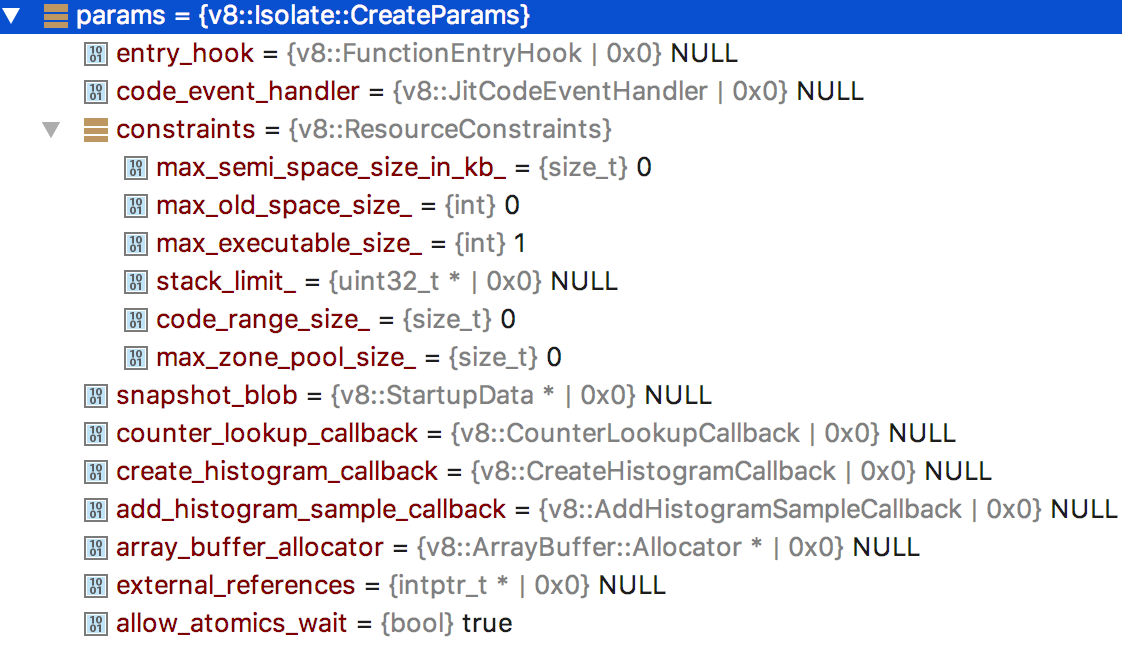 params = {v8::Isolate::CreateParams}
entry_hook = {v8::FunctionEntryHook | 0x0} NULL
code_event_handler = {v8::JitCodeEventHandler | 0x0} NULL
constraints = {v8::ResourceConstraints}
max_semi_space_size_in_kb_ = {size_t} 0
max_old_space_size_ = {int} 0
max_executable_size_ = {int} 1
stack_limit_ = {uint32_t * | 0x0} NULL
code_range_size_ = {size_t} 0
max_zone_pool_size_ = {size_t} 0
snapshot_blob = {v8::StartupData * | 0x0} NULL
counter_lookup_callback = {v8::CounterLookupCallback | 0x0} NULL
create_histogram_callback = {v8::CreateHistogramCallback | 0x0} NULL
add_histogram_sample_callback = {v8::AddHistogramSampleCallback | 0x0} NULL
array_buffer_allocator = {v8::ArrayBuffer::Allocator * | 0x0} NULL
external_references = {intptr_t * | 0x0} NULL
allow_atomics_wait = {bool} true